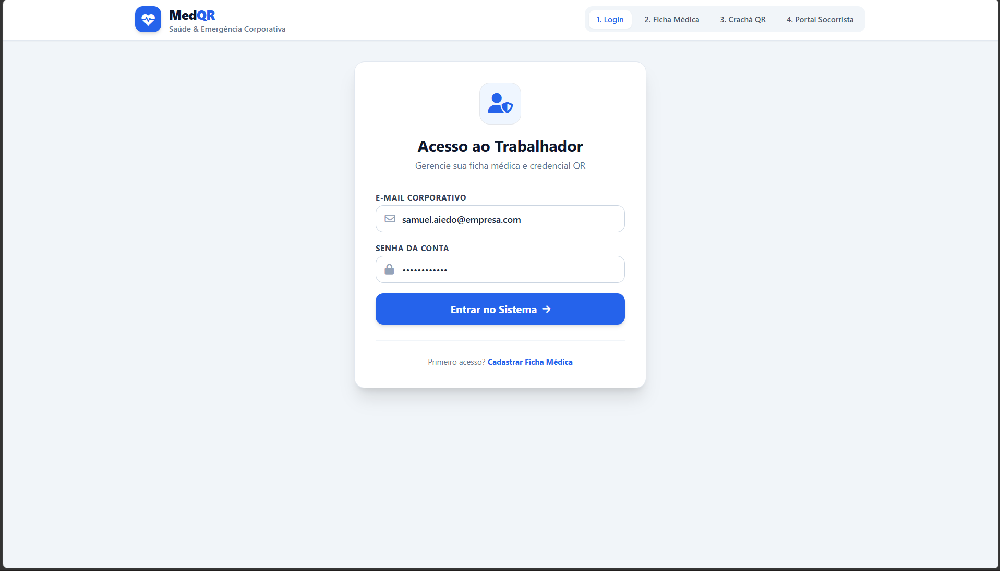 MedQR
Saúde & Emergência Corporativa
1. Login
2. Ficha Médica
3. Crachá QR
4. Portal Socorrista
Acesso ao Trabalhador
Gerencie sua ficha médica e credencial QR
E-MAIL CORPORATIVO
samuel.aiedo@empresa.com
SENHA DA CONTA
••••••••••••
Entrar no Sistema →
Primeiro acesso? Cadastrar Ficha Médica